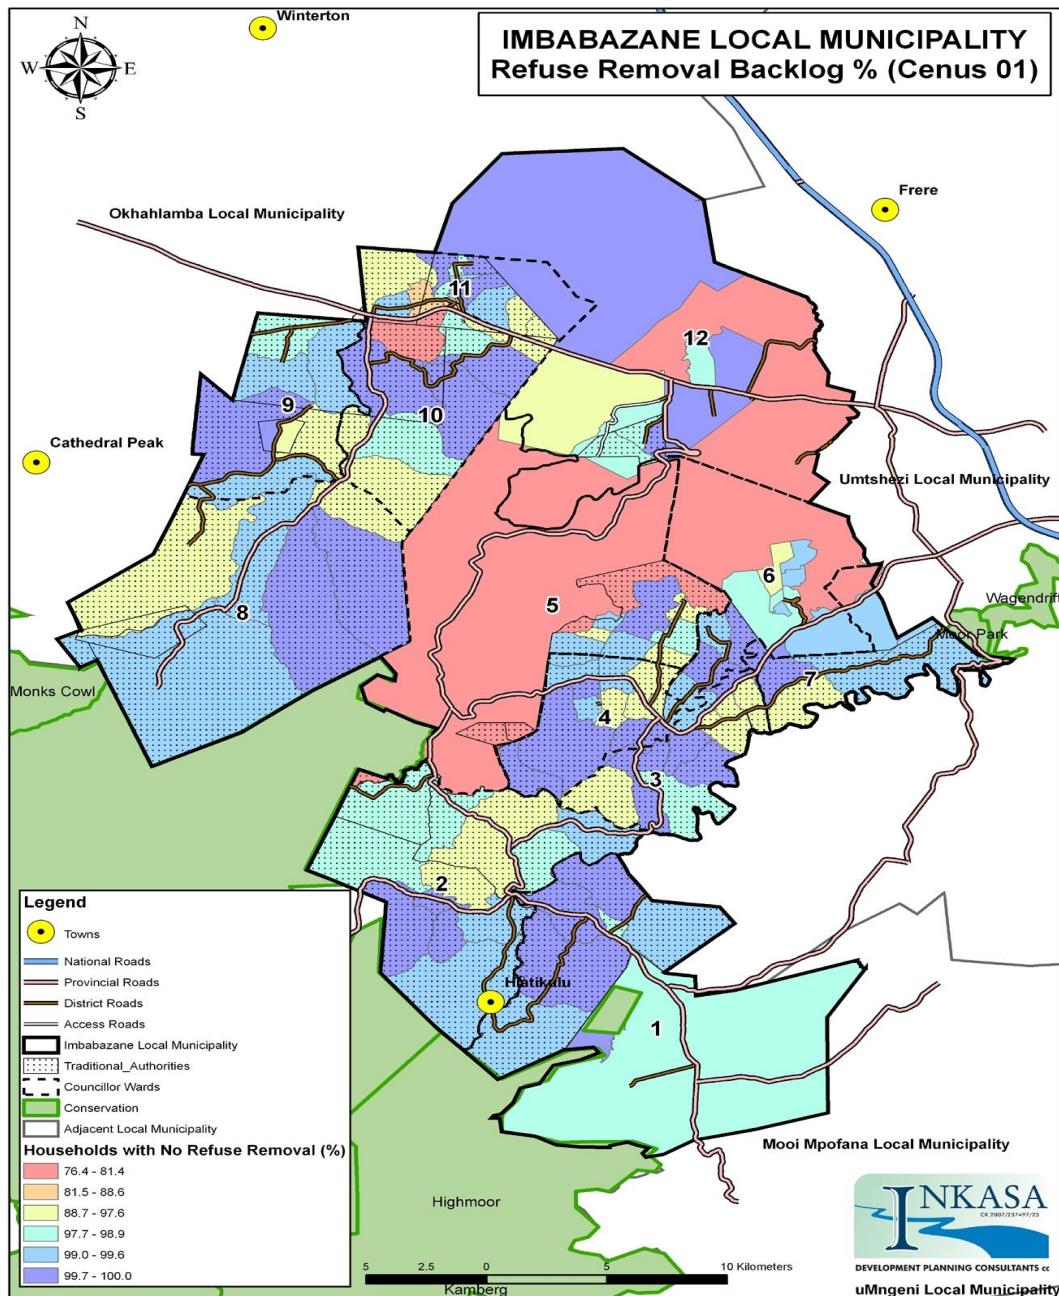 Winterton
IMBABAZANE LOCAL MUNICIPALITY
Refuse Removal Backlog % (Cenus 01)
N
W
E
S
Frere
Okhahlamba Local Municipality
11
12
10
9
Cathedral Peak
Umtshezi Local Municipality
6
5
8
Wagendrift
Moor Park
7
Monks Cowl
4
3
2
Hlatikulu
1
Mooi Mpofana Local Municipality
Highmoor
Legend
Towns
National Roads
Provincial Roads
District Roads
Access Roads
Imbabazane Local Municipality
Traditional_Authorities
Councillor Wards
Conservation
Adjacent Local Municipality
Households with No Refuse Removal (%)
76.4 - 81.4
81.5 - 88.6
88.7 - 97.6
97.7 - 98.9
99.0 - 99.6
99.7 - 100.0
5 2.5 0 5 10 Kilometers
Kamberg
INKASA
CK 2007/237497/23
DEVELOPMENT PLANNING CONSULTANTS cc
uMngeni Local Municipality